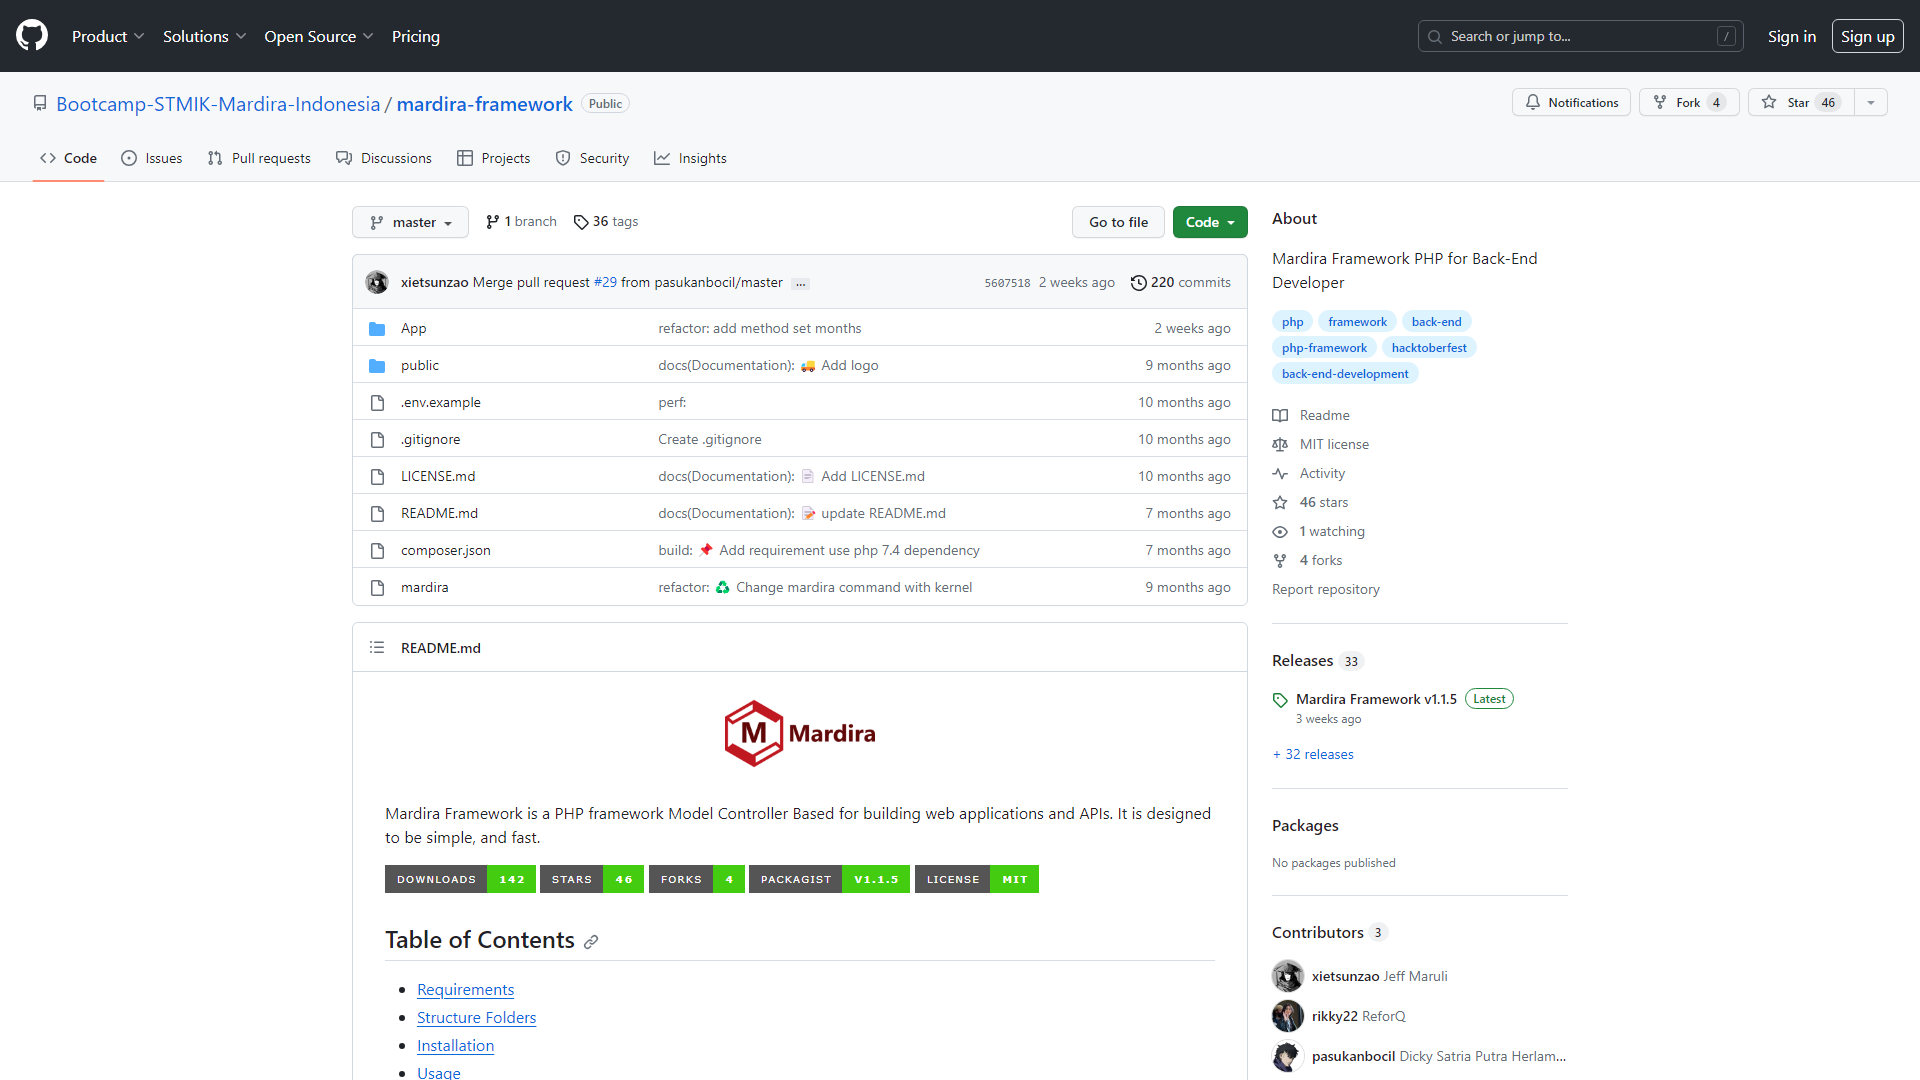 Product Solutions Open Source Pricing Search or jump to... / Sign in Sign up
Bootcamp-STMIK-Mardira-Indonesia / mardira-framework Public Notifications Fork 4 Star 46
Code Issues Pull requests Discussions Projects Security Insights
master 1 branch 36 tags Go to file Code
xietsunzao Merge pull request #29 from pasukanbocil/master ... 5607518 2 weeks ago 220 commits
App refactor: add method set months 2 weeks ago
public docs(Documentation): 🚚 Add logo 9 months ago
.env.example perf: 10 months ago
.gitignore Create .gitignore 10 months ago
LICENSE.md docs(Documentation): 📄 Add LICENSE.md 10 months ago
README.md docs(Documentation): 📝 update README.md 7 months ago
composer.json build: 📌 Add requirement use php 7.4 dependency 7 months ago
mardira refactor: ♻️ Change mardira command with kernel 9 months ago
README.md
M Mardira
Mardira Framework is a PHP framework Model Controller Based for building web applications and APIs. It is designed
to be simple, and fast.
DOWNLOADS 142 STARS 46 FORKS 4 PACKAGIST V1.1.5 LICENSE MIT
Table of Contents
Requirements
Structure Folders
Installation
Usage
About
Mardira Framework PHP for Back-End
Developer
php framework back-end
php-framework hacktoberfest
back-end-development
Readme
MIT license
Activity
46 stars
1 watching
4 forks
Report repository
Releases 33
Mardira Framework v1.1.5 Latest
3 weeks ago
+ 32 releases
Packages
No packages published
Contributors 3
xietsunzao Jeff Maruli
rikky22 ReforQ
pasukanbocil Dicky Satria Putra Herlam...